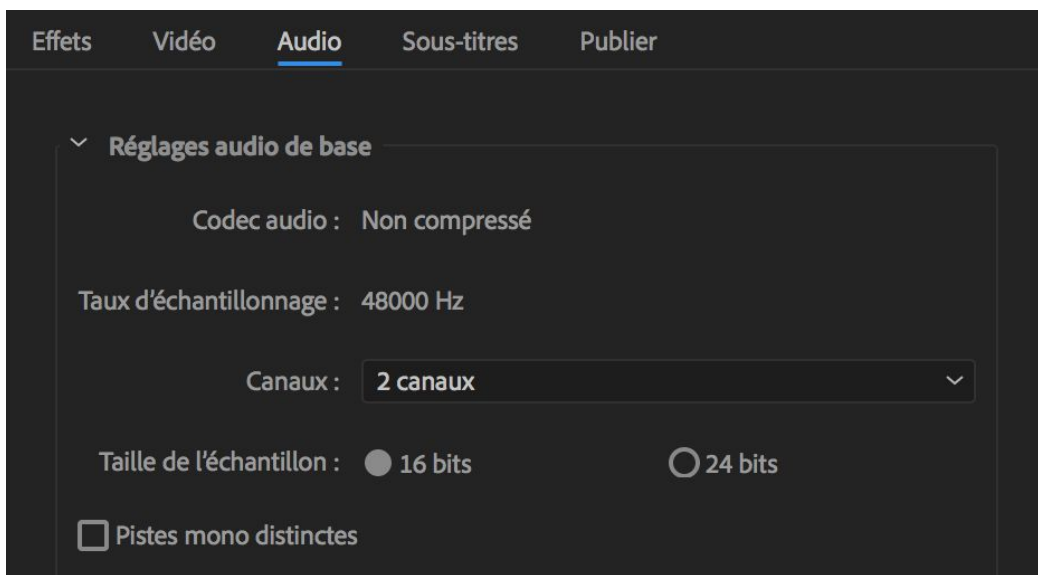 Effets Vidéo Audio Sous-titres Publier
Réglages audio de base
Codec audio : Non compressé
Taux d’échantillonnage : 48000 Hz
Canaux : 2 canaux
Taille de l’échantillon : 16 bits 24 bits
Pistes mono distinctes